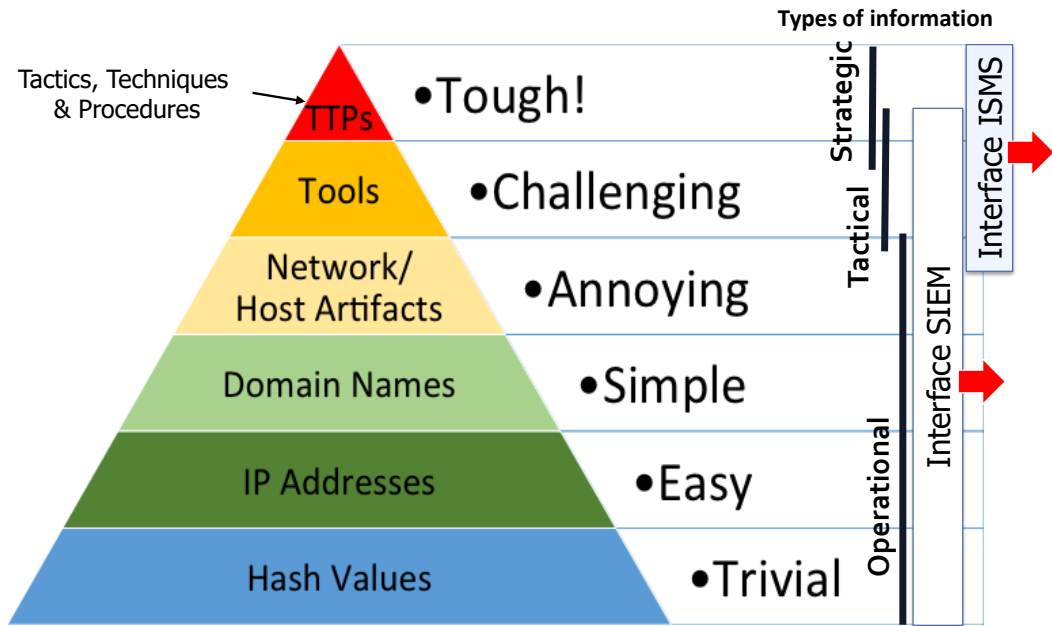 Types of information
Tactics, Techniques
& Procedures
TTPs
•Tough!
Tools
•Challenging
Network/
Host Artifacts
•Annoying
Domain Names
•Simple
IP Addresses
•Easy
Hash Values
•Trivial
Strategic
Tactical
Operational
Interface SIEM
Interface ISMS